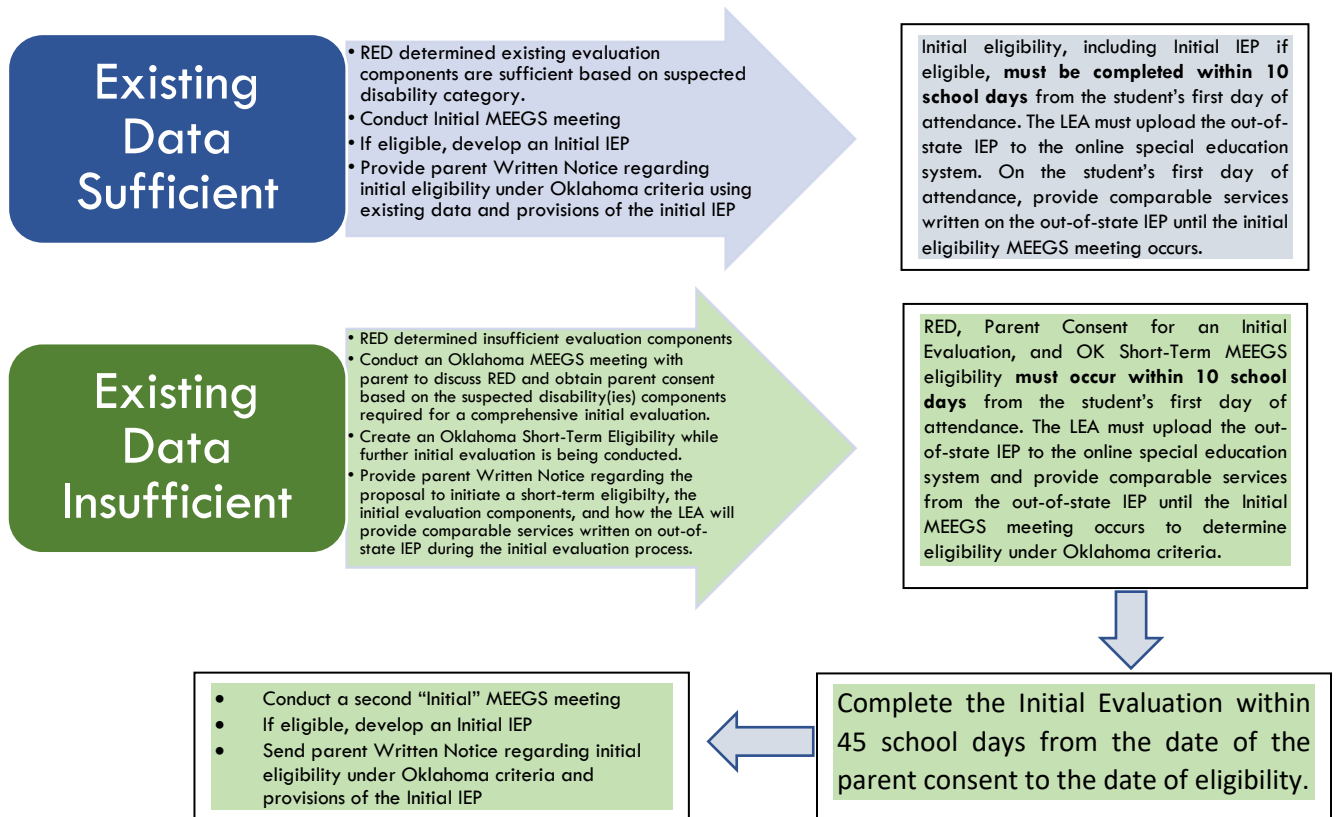 Existing
Data
Sufficient
• RED determined existing evaluation
components are sufficient based on suspected
disability category.
• Conduct Initial MEEGS meeting
• If eligible, develop an Initial IEP
• Provide parent Written Notice regarding
initial eligibility under Oklahoma criteria using
existing data and provisions of the initial IEP
Initial eligibility, including Initial IEP if
eligible, must be completed within 10
school days from the student's first day of
attendance. The LEA must upload the out-of-
state IEP to the online special education
system. On the student's first day of
attendance, provide comparable services
written on the out-of-state IEP until the initial
eligibility MEEGS meeting occurs.
Existing
Data
Insufficient
• RED determined insufficient evaluation components
• Conduct an Oklahoma MEEGS meeting with
parent to discuss RED and obtain parent consent
based on the suspected disability(ies) components
required for a comprehensive initial evaluation.
• Create an Oklahoma Short-Term Eligibility while
further initial evaluation is being conducted.
• Provide parent Written Notice regarding the
proposal to initiate a short-term eligibilty, the
initial evaluation components, and how the LEA will
provide comparable services written on out-of-
state IEP during the initial evaluation process.
RED, Parent Consent for an Initial
Evaluation, and OK Short-Term MEEGS
eligibility must occur within 10 school
days from the student's first day of
attendance. The LEA must upload the out-
of-state IEP to the online special education
system and provide comparable services
from the out-of-state IEP until the Initial
MEEGS meeting occurs to determine
eligibility under Oklahoma criteria.
Complete the Initial Evaluation within
45 school days from the date of the
parent consent to the date of eligibility.
• Conduct a second "Initial" MEEGS meeting
• If eligible, develop an Initial IEP
• Send parent Written Notice regarding initial
eligibility under Oklahoma criteria and
provisions of the Initial IEP